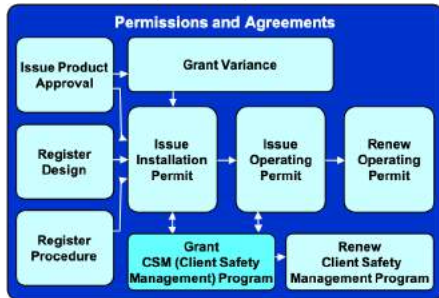 Permissions and Agreements
Issue Product
Approval
Grant Variance
Register
Design
Issue
Installation
Permit
Issue
Operating
Permit
Renew
Operating
Permit
Register
Procedure
Grant
CSM (Client Safety
Management) Program
Renew
Client Safety
Management Program